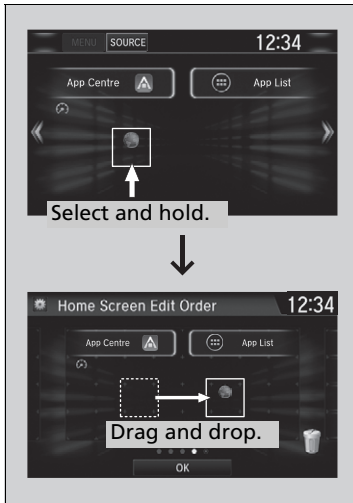 MENU SOURCE 12:34
App Centre App List
Select and hold.
Home Screen Edit Order 12:34
App Centre App List
Drag and drop.
OK